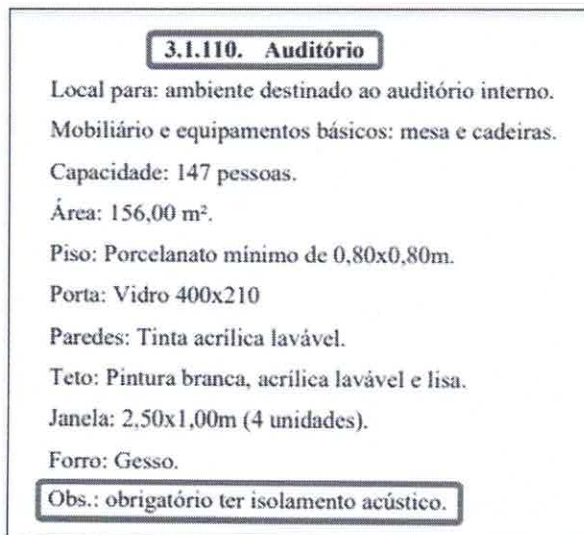 3.1.110. Auditório
Local para: ambiente destinado ao auditório interno.
Mobiliário e equipamentos básicos: mesa e cadeiras.
Capacidade: 147 pessoas.
Área: 156,00 m².
Piso: Porcelanato mínimo de 0,80x0,80m.
Porta: Vidro 400x210
Paredes: Tinta acrílica lavável.
Teto: Pintura branca, acrílica lavável e lisa.
Janela: 2,50x1,00m (4 unidades).
Forro: Gesso.
Obs.: obrigatório ter isolamento acústico.